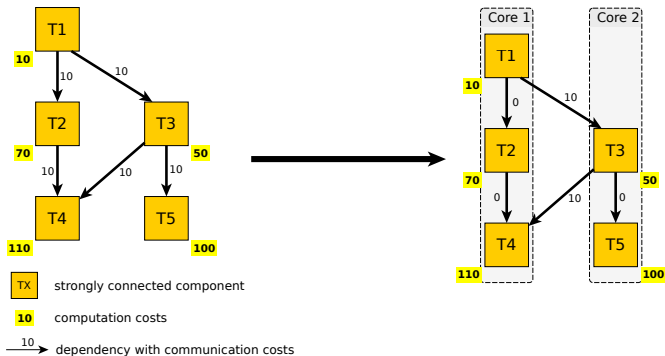 T1
10
10
10
T2
T3
70
10
10
10
50
T4
T5
110
100
TX strongly connected component
10 computation costs
10 dependency with communication costs
Core 1
Core 2
T1
10
0
10
T2
T3
70
0
10
0
50
T4
T5
110
100